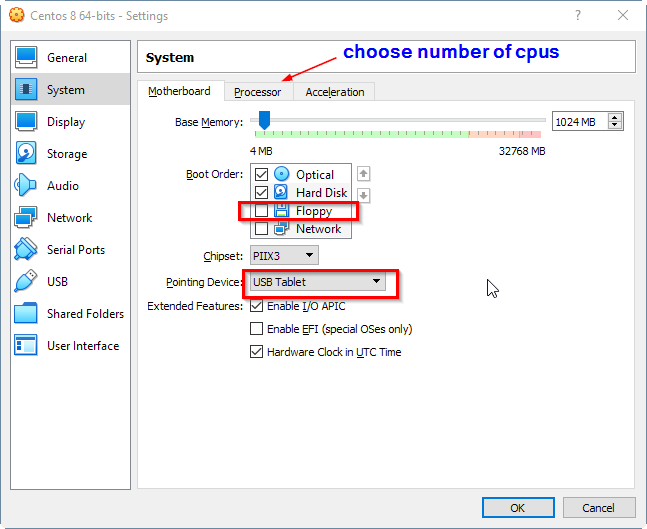 Centos 8 64-bits - Settings
?
General
System
Display
Storage
Audio
Network
Serial Ports
USB
Shared Folders
User Interface
System
choose number of cpus
Motherboard Processor Acceleration
Base Memory: 1024 MB
4 MB 32768 MB
Boot Order: Optical
Hard Disk
Floppy
Network
Chipset: PIIX3
Pointing Device: USB Tablet
Extended Features: Enable I/O APIC
Enable EFI (special OSes only)
Hardware Clock in UTC Time
OK Cancel